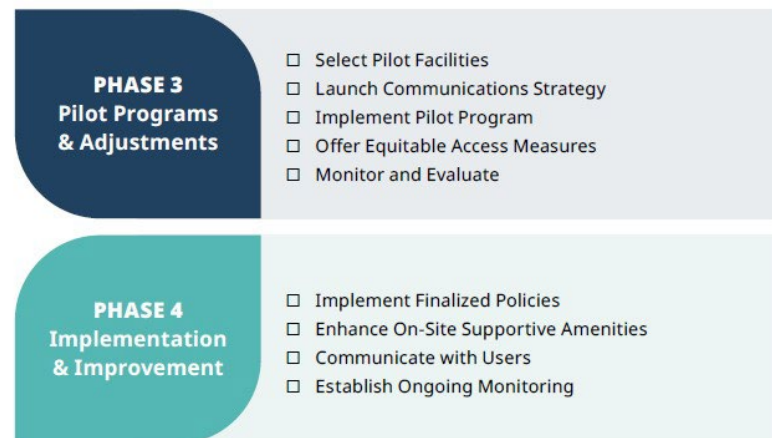 PHASE 3
Pilot Programs
& Adjustments
☐ Select Pilot Facilities
☐ Launch Communications Strategy
☐ Implement Pilot Program
☐ Offer Equitable Access Measures
☐ Monitor and Evaluate
PHASE 4
Implementation
& Improvement
☐ Implement Finalized Policies
☐ Enhance On-Site Supportive Amenities
☐ Communicate with Users
☐ Establish Ongoing Monitoring